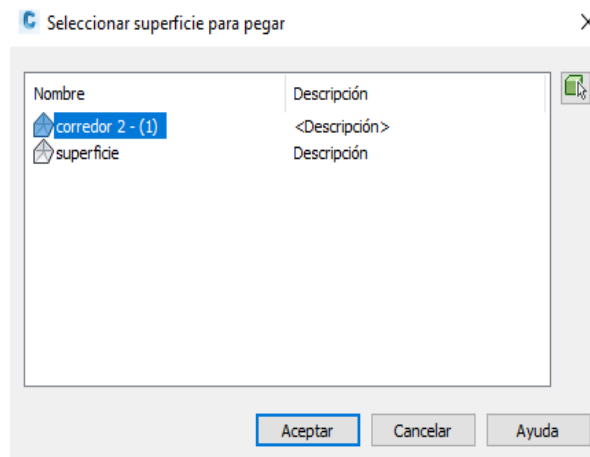 Seleccionar superficie para pegar
Nombre Descripción
corredor 2 - (1) <Descripción>
superficie Descripción
Aceptar Cancelar Ayuda